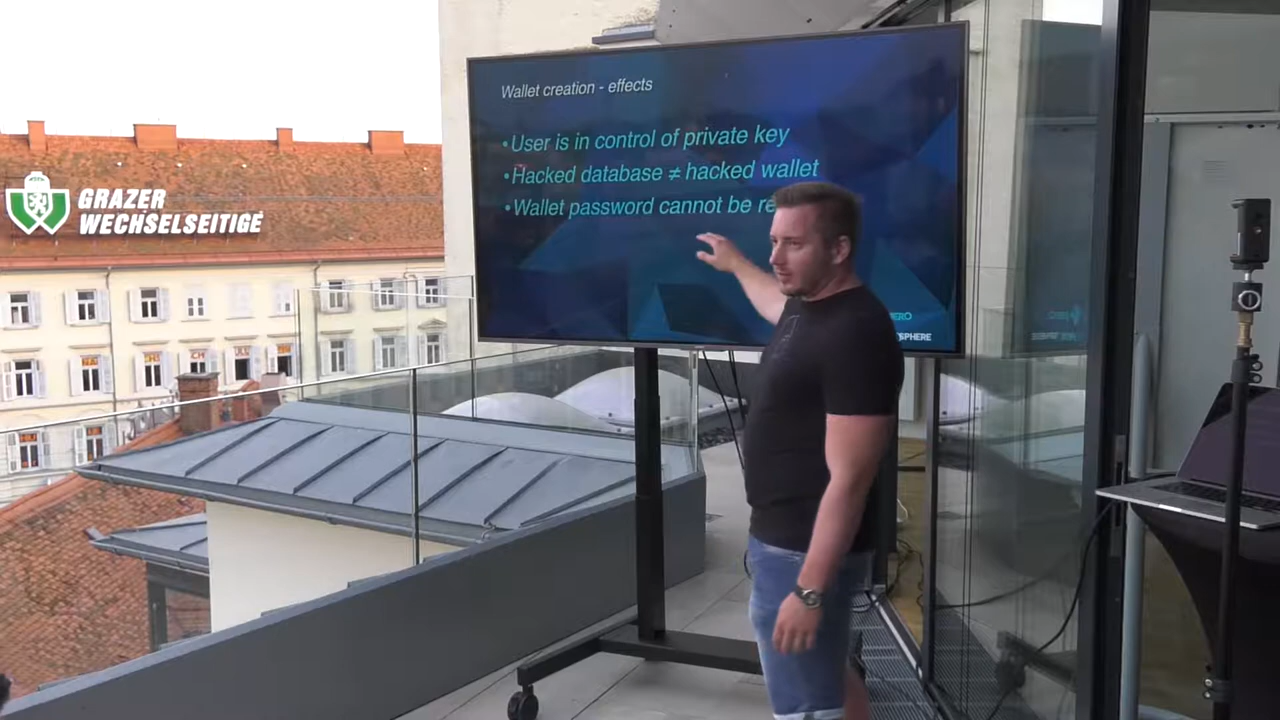 Wallet creation - effects
•User is in control of private key
•Hacked database ≠ hacked wallet
•Wallet password cannot be
GRAZER
WECHSELSEITIGE